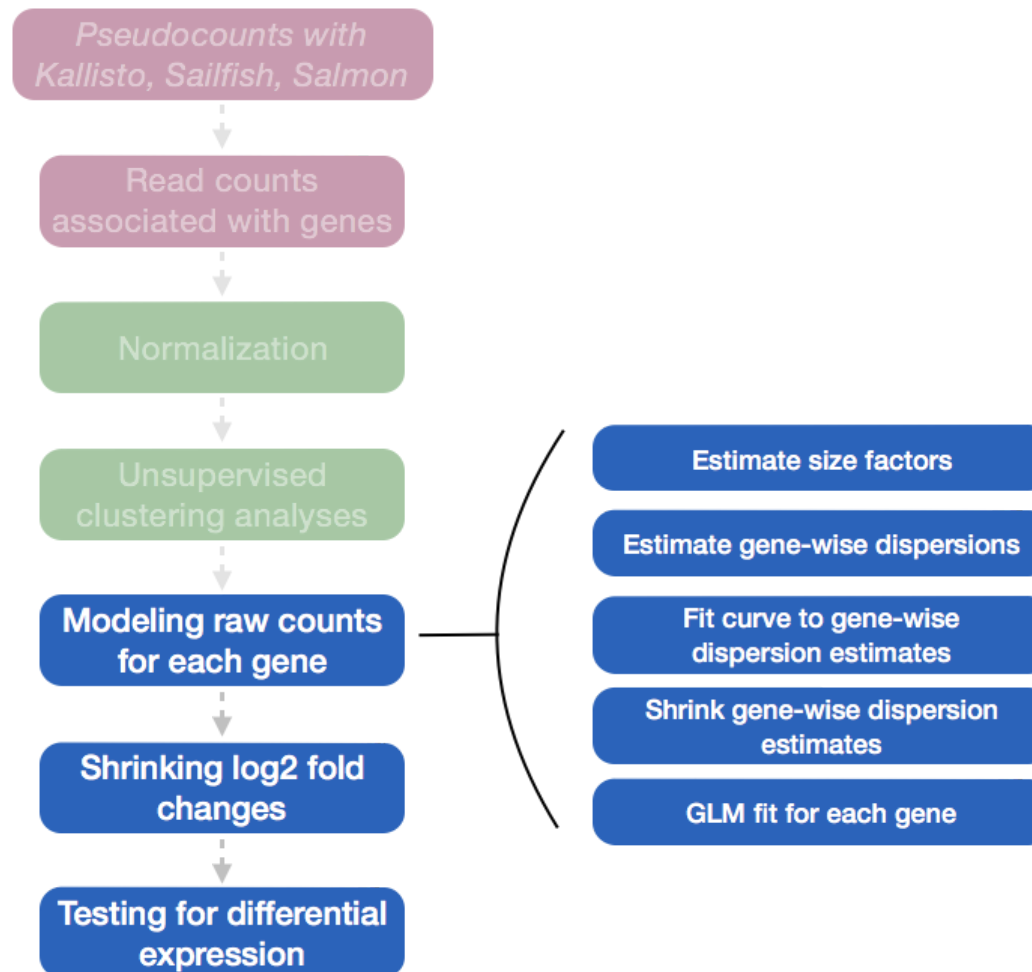 Pseudocounts with
Kallisto, Sailfish, Salmon
Read counts
associated with genes
Normalization
Unsupervised
clustering analyses
Modeling raw counts
for each gene
Shrinking log2 fold
changes
Testing for differential
expression
Estimate size factors
Estimate gene-wise dispersions
Fit curve to gene-wise
dispersion estimates
Shrink gene-wise dispersion
estimates
GLM fit for each gene